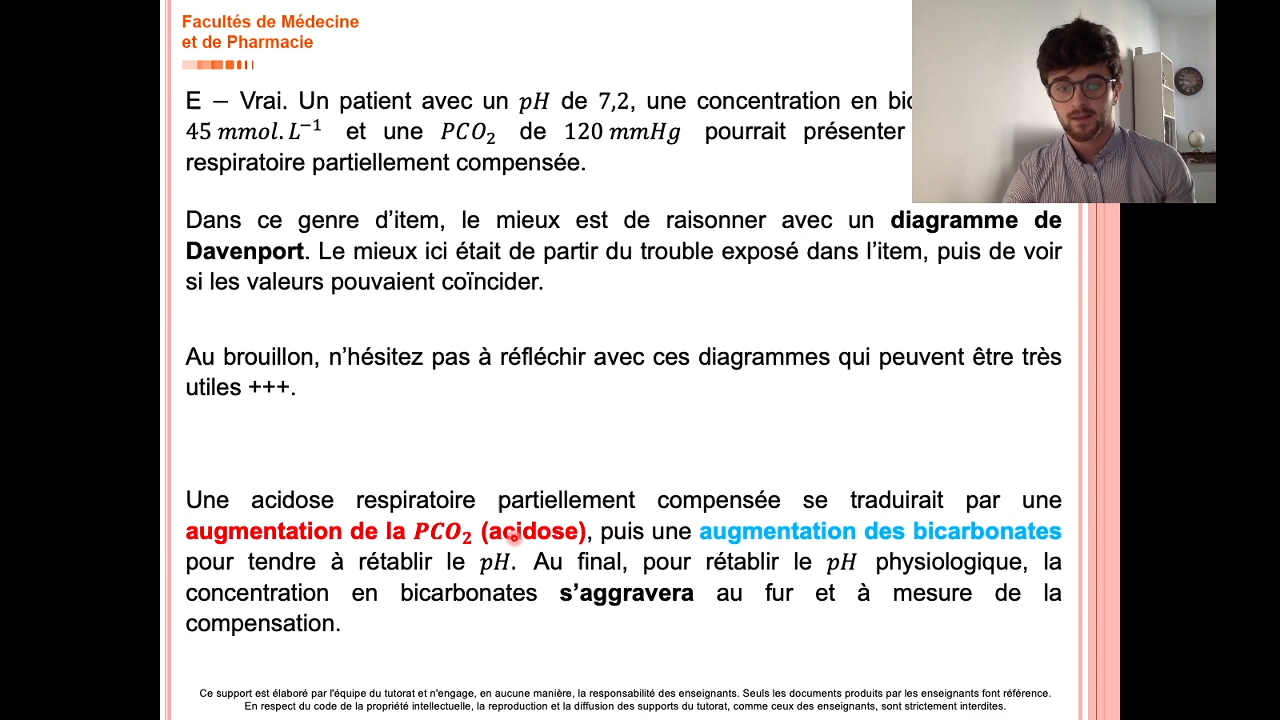 Facultés de Médecine
et de Pharmacie
E – Vrai. Un patient avec un pH de 7,2, une concentration en
45 mmol.L⁻¹ et une PCO₂ de 120 mmHg pourrait présenter
respiratoire partiellement compensée.
Dans ce genre d'item, le mieux est de raisonner avec un diagramme de
Davenport. Le mieux ici était de partir du trouble exposé dans l'item, puis de voir
si les valeurs pouvaient coïncider.
Au brouillon, n'hésitez pas à réfléchir avec ces diagrammes qui peuvent être très
utiles +++.
Une acidose respiratoire partiellement compensée se traduirait par une
augmentation de la PCO₂ (acidose), puis une augmentation des bicarbonates
pour tendre à rétablir le pH. Au final, pour rétablir le pH physiologique, la
concentration en bicarbonates s'aggravera au fur et à mesure de la
compensation.
Ce support est élaboré par l'équipe du tutorat et n'engage, en aucune manière, la responsabilité des enseignants. Seuls les documents produits par les enseignants font référence.
En respect du code de la propriété intellectuelle, la reproduction et la diffusion des supports du tutorat, comme ceux des enseignants, sont strictement interdites.